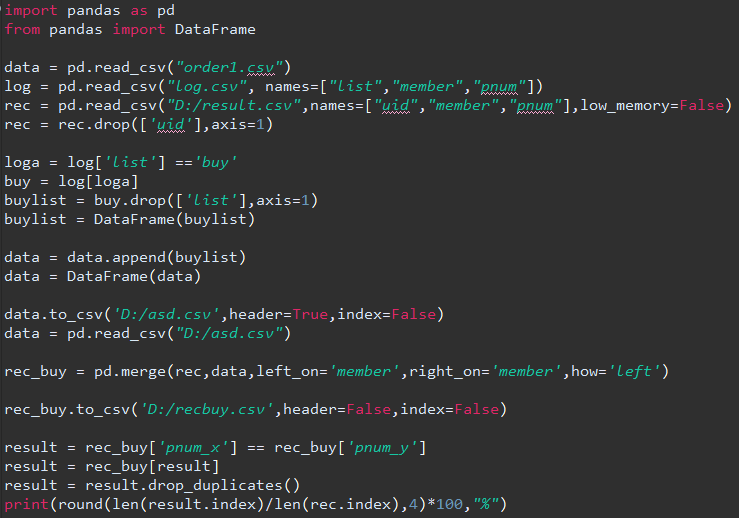 import pandas as pd
from pandas import DataFrame
data = pd.read_csv("order1.csv")
log = pd.read_csv("log.csv", names=["list","member","pnum"])
rec = pd.read_csv("D:/result.csv",names=["uid","member","pnum"],low_memory=False)
rec = rec.drop(['uid'],axis=1)
loga = log['list'] =='buy'
buy = log[loga]
buylist = buy.drop(['list'],axis=1)
buylist = DataFrame(buylist)
data = data.append(buylist)
data = DataFrame(data)
data.to_csv('D:/asd.csv',header=True,index=False)
data = pd.read_csv("D:/asd.csv")
rec_buy = pd.merge(rec,data,left_on='member',right_on='member',how='left')
rec_buy.to_csv('D:/recbuy.csv',header=False,index=False)
result = rec_buy['pnum_x'] == rec_buy['pnum_y']
result = rec_buy[result]
result = result.drop_duplicates()
print(round(len(result.index)/len(rec.index),4)*100,"%")